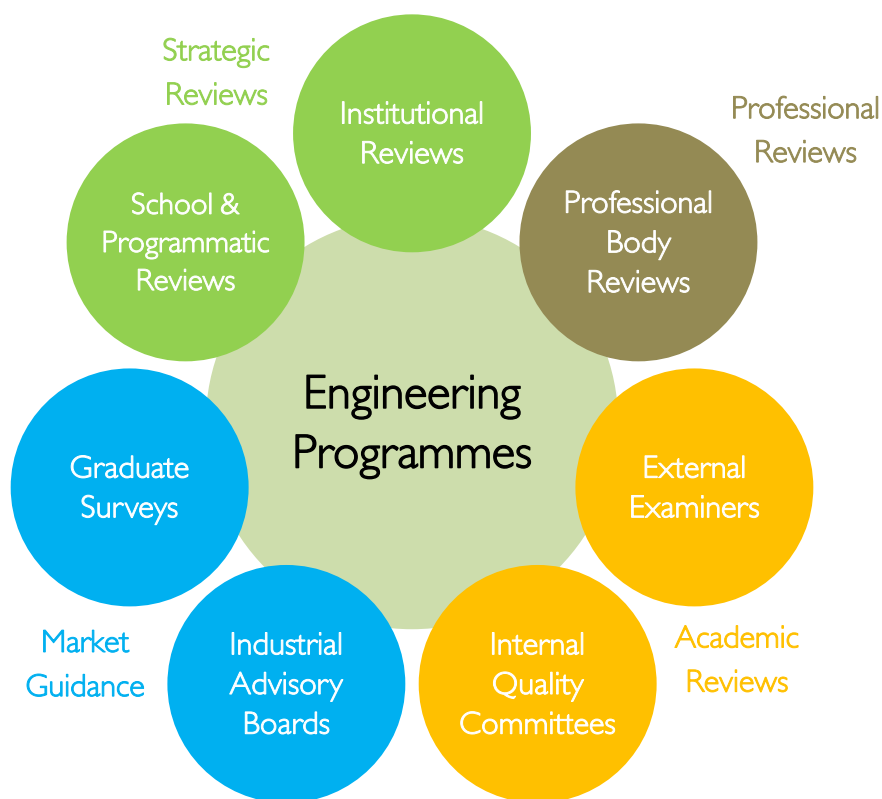 Strategic
Reviews
Institutional
Reviews
Professional
Reviews
School &
Programmatic
Reviews
Professional
Body
Reviews
Engineering
Programmes
Graduate
Surveys
External
Examiners
Market
Guidance
Industrial
Advisory
Boards
Internal
Quality
Committees
Academic
Reviews